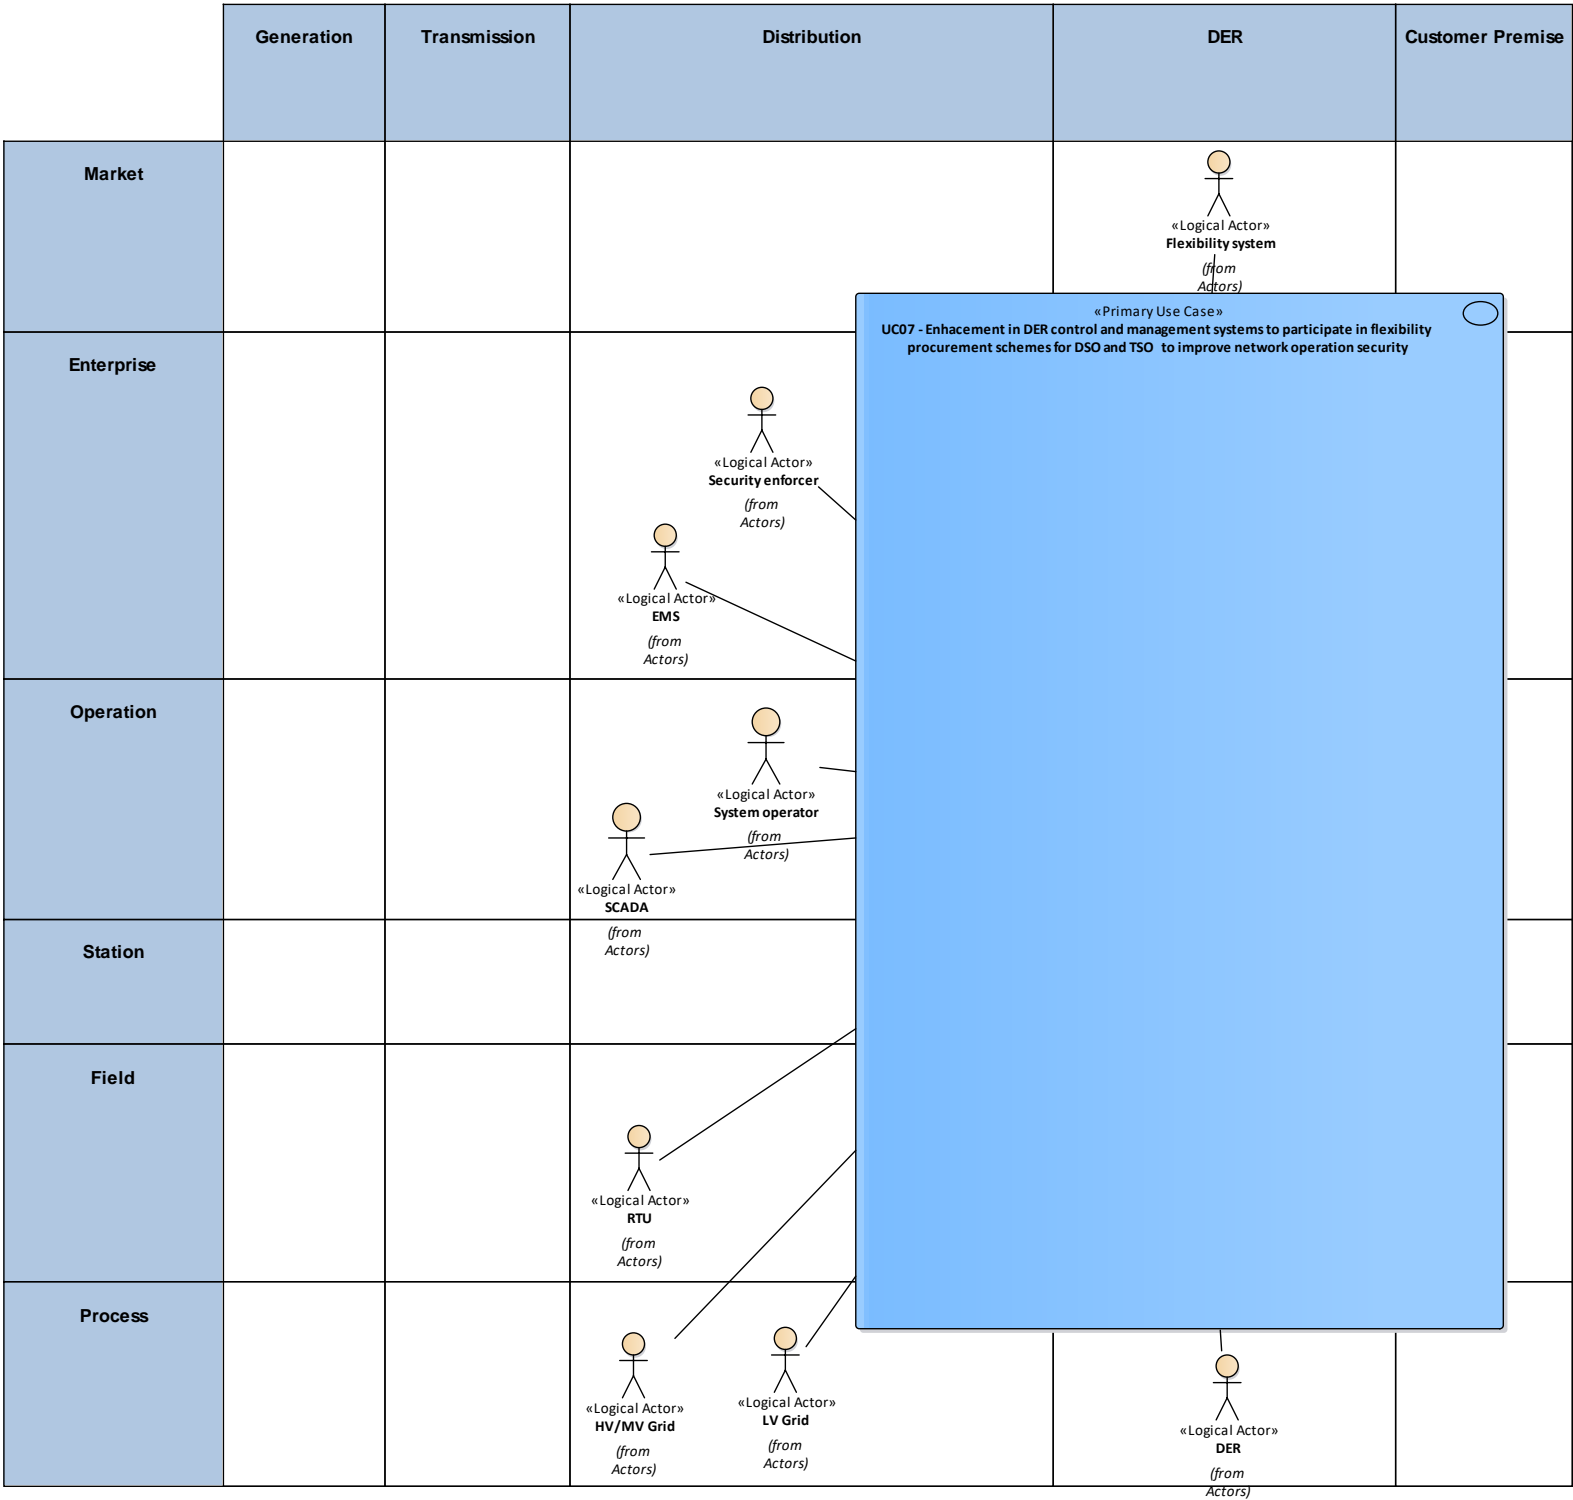 Generation
Transmission
Distribution
DER
Customer Premise
Market
«Logical Actor»
Flexibility system
(from
Actors)
«Primary Use Case»
UC07 - Enhacement in DER control and management systems to participate in flexibility
procurement schemes for DSO and TSO to improve network operation security
Enterprise
«Logical Actor»
Security enforcer
(from
Actors)
«Logical Actor»
EMS
(from
Actors)
Operation
«Logical Actor»
System operator
(from
Actors)
«Logical Actor»
SCADA
(from
Actors)
Station
Field
«Logical Actor»
RTU
(from
Actors)
Process
«Logical Actor»
HV/MV Grid
(from
Actors)
«Logical Actor»
LV Grid
(from
Actors)
«Logical Actor»
DER
(from
Actors)